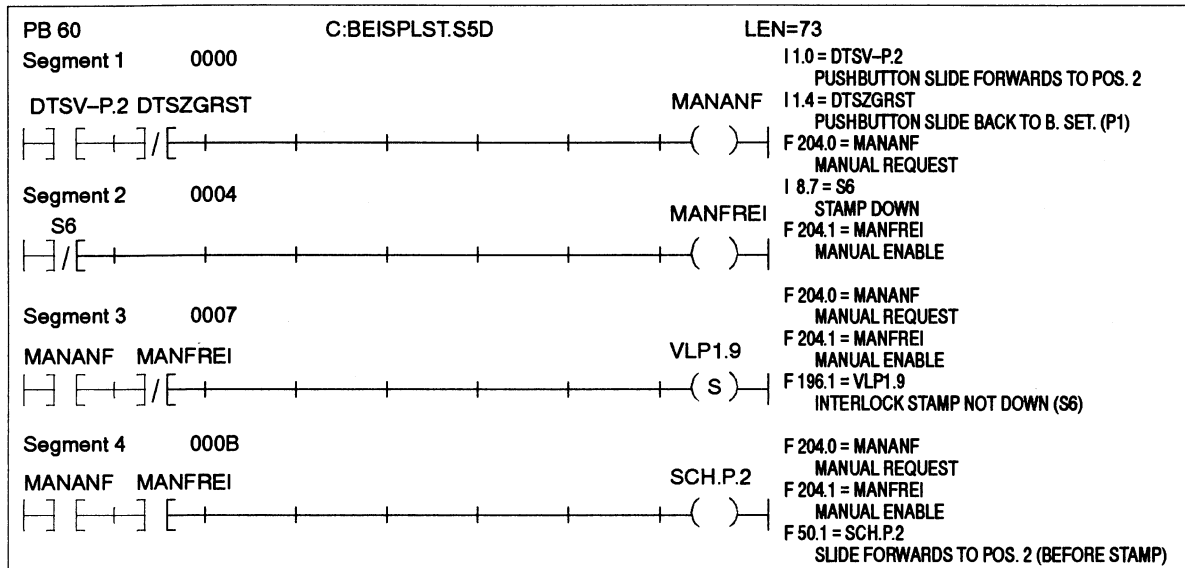 PB 60 C:BEISPLST.S5D LEN=73
Segment 1 0000
DTSV–P.2 DTSZGRST MANANF
I 1.0 = DTSV–P.2
PUSHBUTTON SLIDE FORWARDS TO POS. 2
I 1.4 = DTSZGRST
PUSHBUTTON SLIDE BACK TO B. SET. (P1)
F 204.0 = MANANF
MANUAL REQUEST
Segment 2 0004
S6 MANFREI
I 8.7 = S6
STAMP DOWN
F 204.1 = MANFREI
MANUAL ENABLE
Segment 3 0007
MANANF MANFREI VLP1.9
S
F 204.0 = MANANF
MANUAL REQUEST
F 204.1 = MANFREI
MANUAL ENABLE
F 196.1 = VLP1.9
INTERLOCK STAMP NOT DOWN (S6)
Segment 4 000B
MANANF MANFREI SCH.P.2
F 204.0 = MANANF
MANUAL REQUEST
F 204.1 = MANFREI
MANUAL ENABLE
F 50.1 = SCH.P.2
SLIDE FORWARDS TO POS. 2 (BEFORE STAMP)